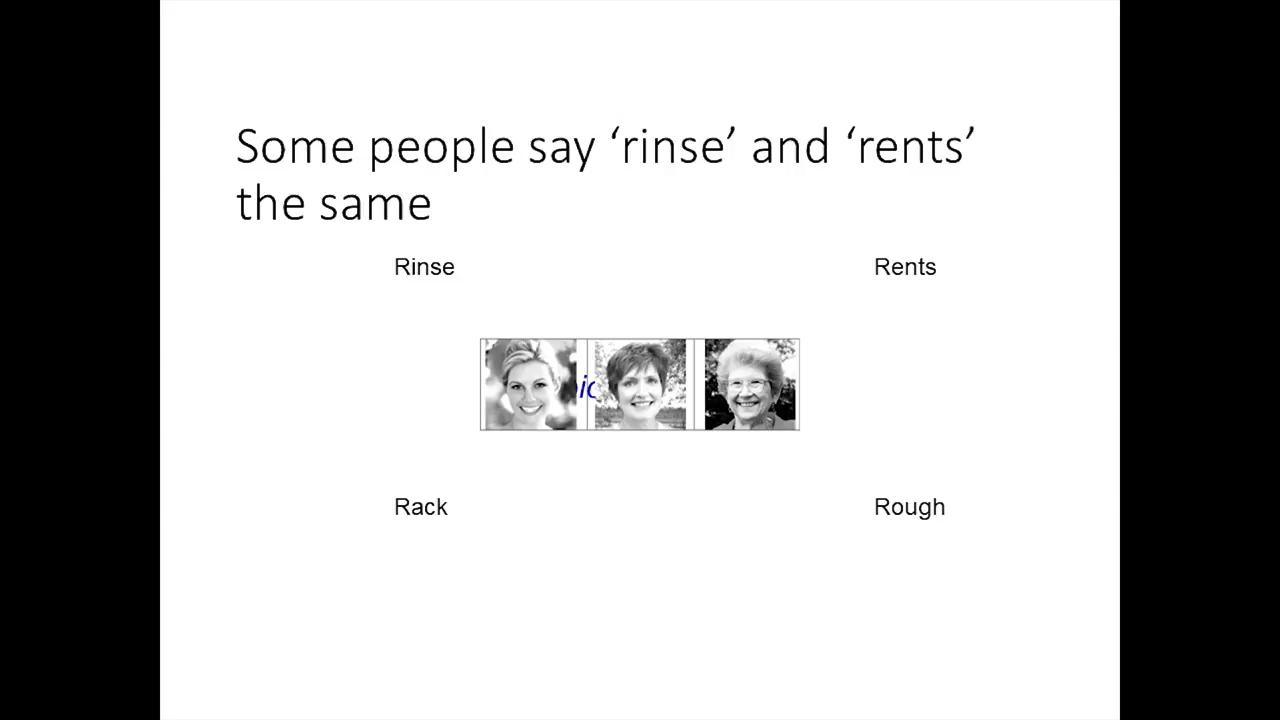 Some people say ‘rinse’ and ‘rents’
the same
Rinse
Rents
Rack
Rough